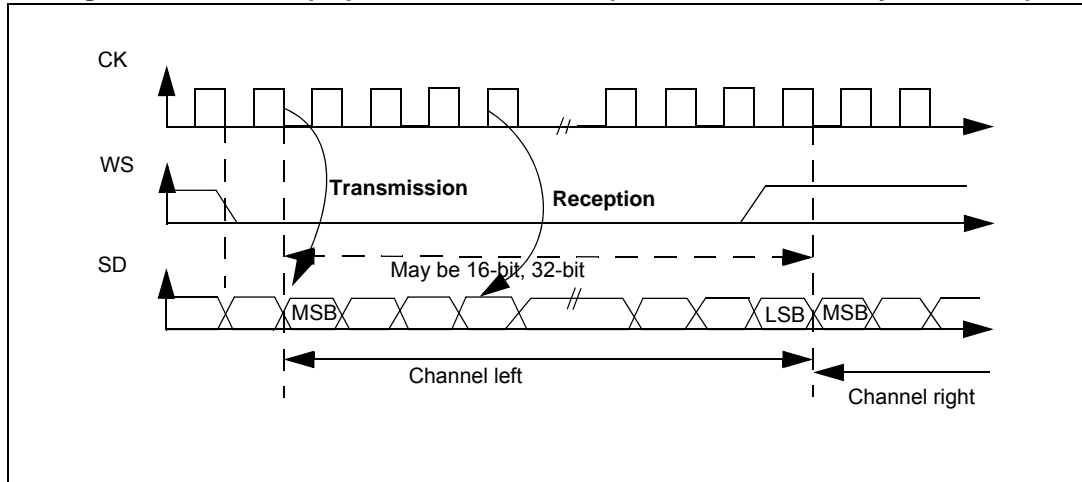 CK
//
WS
Transmission
Reception
May be 16-bit, 32-bit
SD
//
MSB
LSB
MSB
Channel left
Channel right